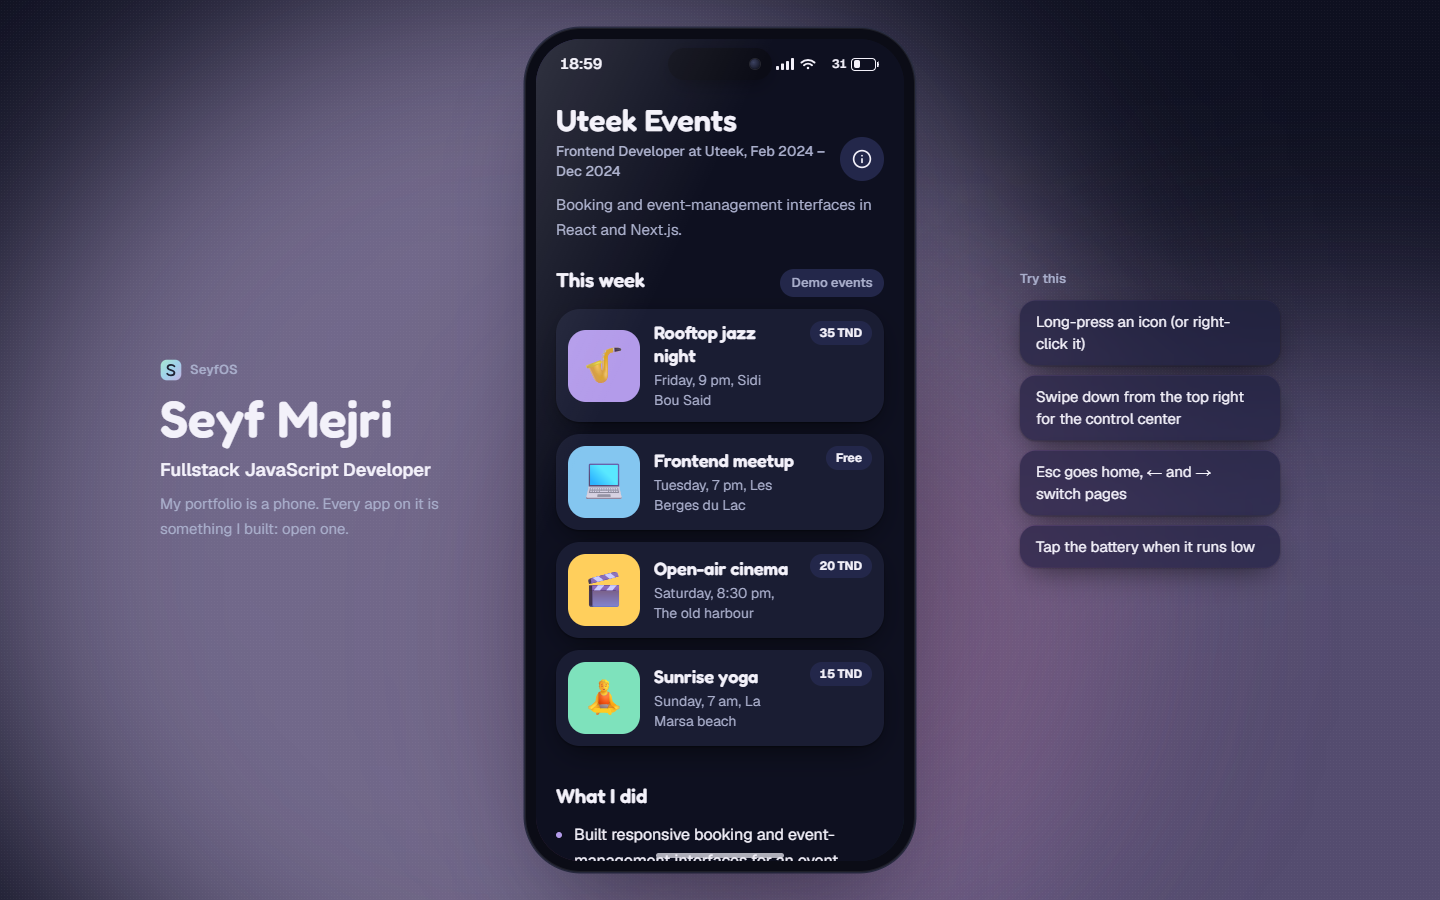 S SeyfOS
Seyf Mejri
Fullstack JavaScript Developer
My portfolio is a phone. Every app on it is
something I built: open one.
18:59
31
Uteek Events
Frontend Developer at Uteek, Feb 2024 –
Dec 2024
Booking and event-management interfaces in
React and Next.js.
This week
Demo events
Rooftop jazz
night
35 TND
Friday, 9 pm, Sidi
Bou Said
Frontend meetup
Free
Tuesday, 7 pm, Les
Berges du Lac
Open-air cinema
20 TND
Saturday, 8:30 pm,
The old harbour
Sunrise yoga
15 TND
Sunday, 7 am, La
Marsa beach
What I did
Built responsive booking and event-
management interfaces for an event
Try this
Long-press an icon (or right-
click it)
Swipe down from the top right
for the control center
Esc goes home, ← and →
switch pages
Tap the battery when it runs low